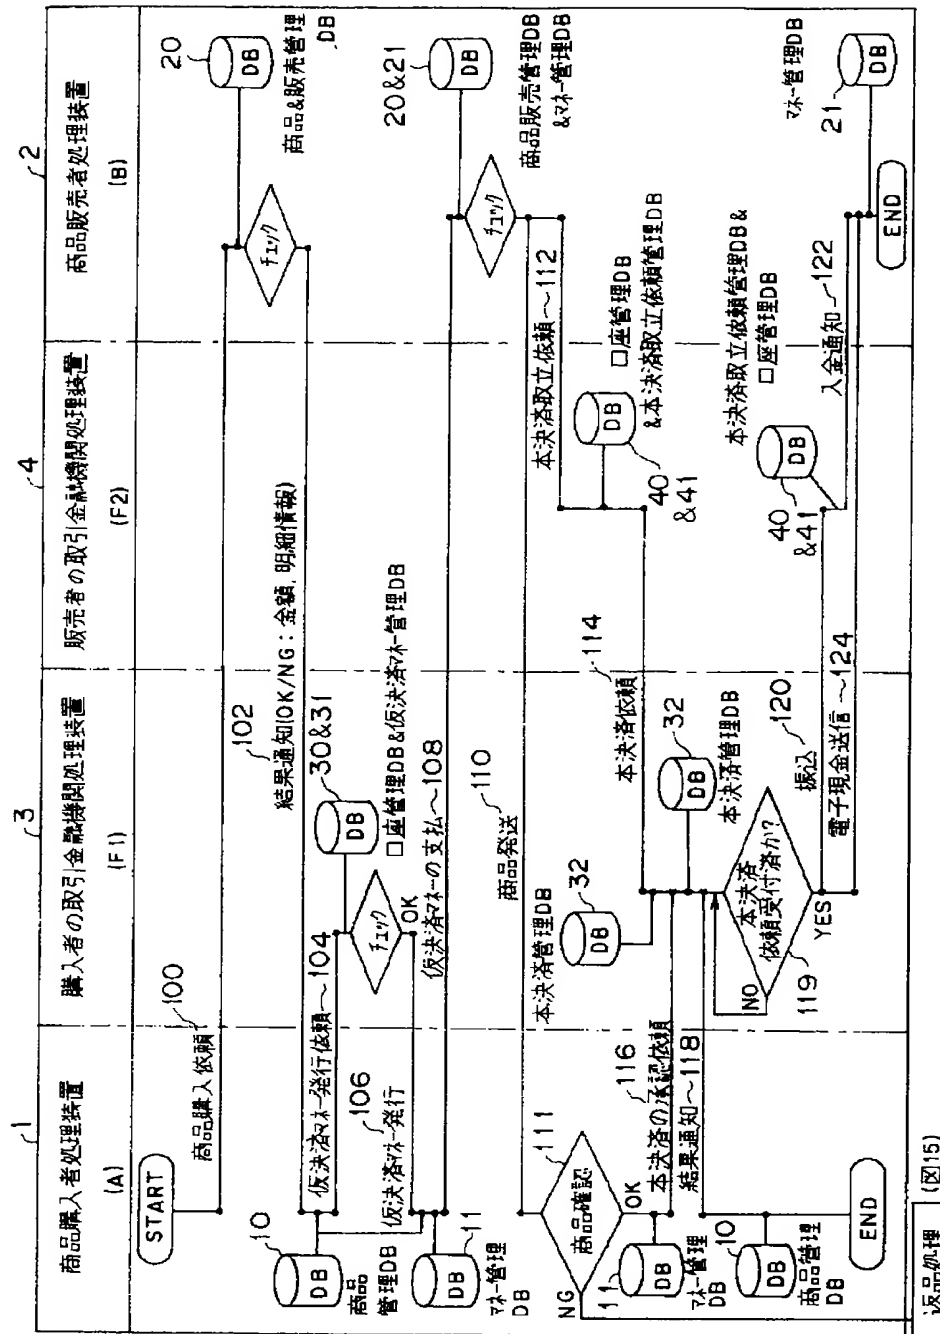 1
商品購入者処理装置
(A)
3
購入者の取引金融機関処理装置
(F1)
4
販売者の取引金融機関処理装置
(F2)
2
商品販売者処理装置
(B)
START
商品購入依頼
100
チェック
20
DB
商品&販売管理
DB
102
結果通知(OK/NG:金額,明細情報)
10
DB
商品
管理DB
仮決済マネー発行依頼~104
30&31
DB
口座管理DB&仮決済マネー管理DB
チェック
OK
106
仮決済マネー発行
11
DB
マネー管理
DB
仮決済マネーの支払~108
20&21
DB
商品販売管理DB
&マネー管理DB
チェック
110
商品発送
111
商品確認
NG
OK
本決済取立依頼~112
口座管理DB
&本決済取立依頼管理DB
DB
40
&41
114
本決済依頼
本決済管理DB
32
DB
11
DB
マネー管理
DB
116
本決済の承認依頼
32
DB
本決済管理DB
結果通知~118
10
DB
商品管理
DB
本決済
依頼受付済か?
NO
YES
119
120
振込
電子現金送信~124
本決済取立依頼管理DB&
口座管理DB
DB
40
&41
入金通知~122
マネー管理DB
21
DB
END
END
返品処理
(図15)